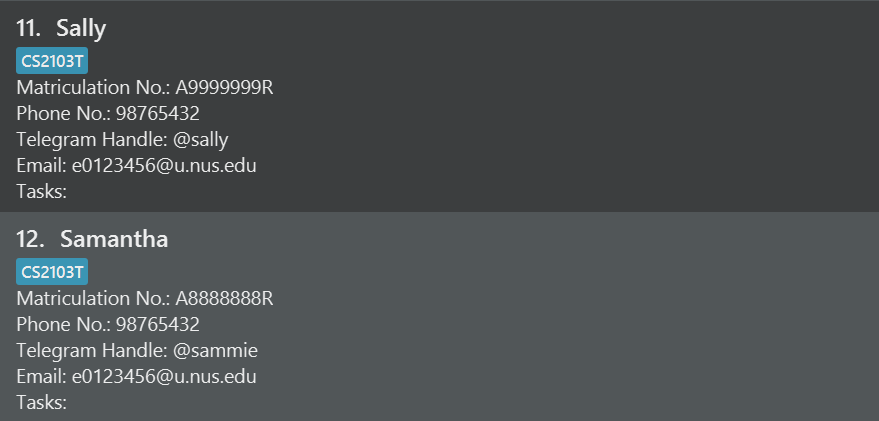 11. Sally
CS2103T
Matriculation No.: A9999999R
Phone No.: 98765432
Telegram Handle: @sally
Email: e0123456@u.nus.edu
Tasks:
12. Samantha
CS2103T
Matriculation No.: A8888888R
Phone No.: 98765432
Telegram Handle: @sammie
Email: e0123456@u.nus.edu
Tasks: